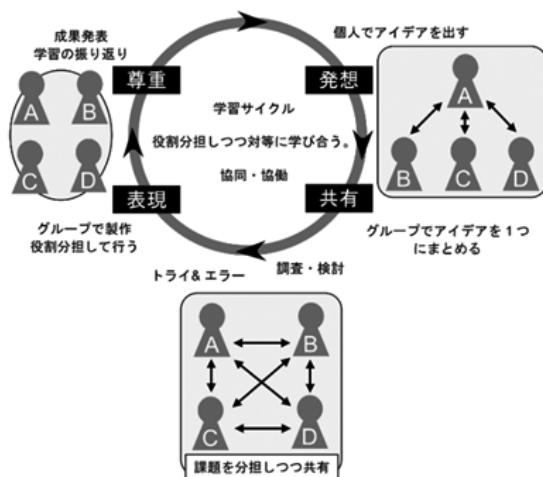 成果発表
学習の振り返り
A
B
C
D
尊重
個人でアイデアを出す
発想
A
B
C
D
学習サイクル
役割分担しつつ対等に学び合う。
協同・協働
表現
共有
グループで製作
役割分担して行う
グループでアイデアを1つ
にまとめる
トライ& エラー
調査・検討
A
B
C
D
課題を分担しつつ共有